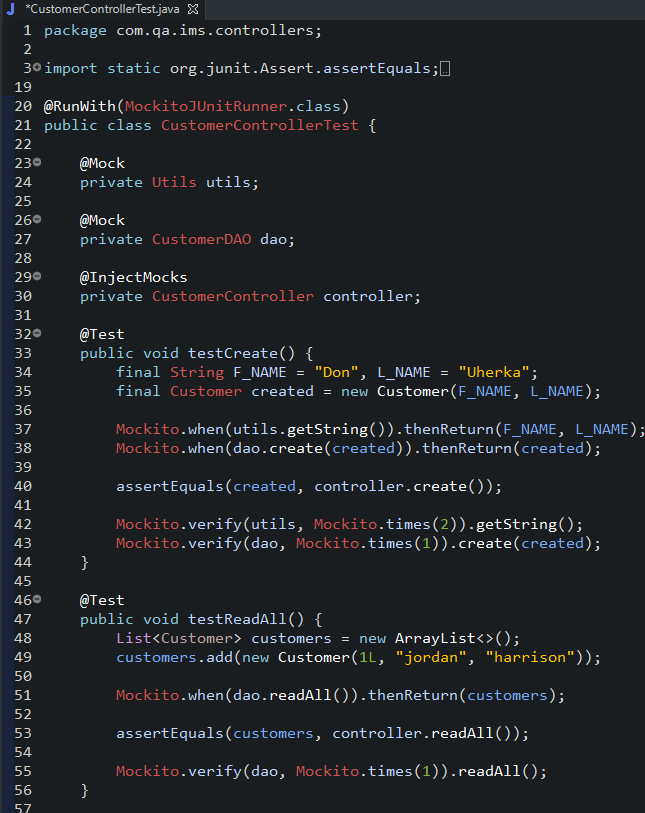 *CustomerControllerTest.java
1 package com.qa.ims.controllers;
2
3 import static org.junit.Assert.assertEquals;
19
20 @RunWith(MockitoJUnitRunner.class)
21 public class CustomerControllerTest {
22
23     @Mock
24     private Utils utils;
25
26     @Mock
27     private CustomerDAO dao;
28
29     @InjectMocks
30     private CustomerController controller;
31
32     @Test
33     public void testCreate() {
34         final String F_NAME = "Don", L_NAME = "Uherka";
35         final Customer created = new Customer(F_NAME, L_NAME);
36
37         Mockito.when(utils.getString()).thenReturn(F_NAME, L_NAME);
38         Mockito.when(dao.create(created)).thenReturn(created);
39
40         assertEquals(created, controller.create());
41
42         Mockito.verify(utils, Mockito.times(2)).getString();
43         Mockito.verify(dao, Mockito.times(1)).create(created);
44     }
45
46     @Test
47     public void testReadAll() {
48         List<Customer> customers = new ArrayList<>();
49         customers.add(new Customer(1L, "jordan", "harrison"));
50
51         Mockito.when(dao.readAll()).thenReturn(customers);
52
53         assertEquals(customers, controller.readAll());
54
55         Mockito.verify(dao, Mockito.times(1)).readAll();
56     }
57